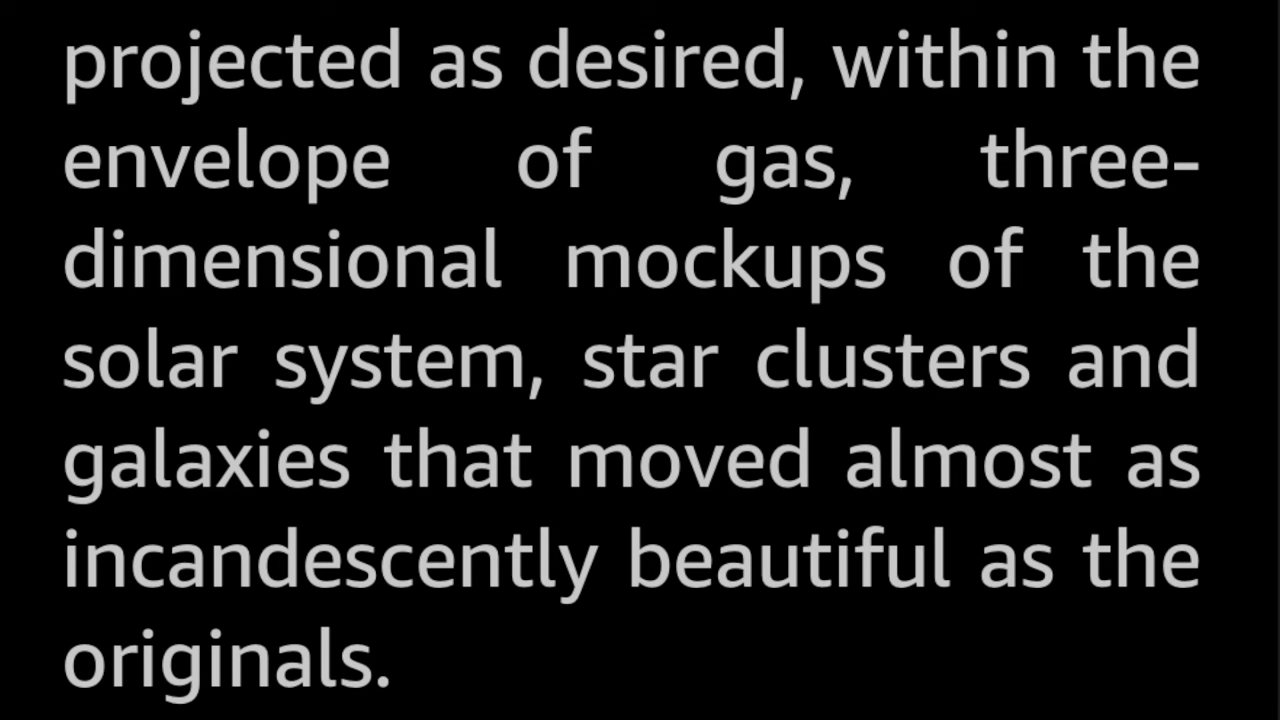 projected as desired, within the
envelope of gas, three-
dimensional mockups of the
solar system, star clusters and
galaxies that moved almost as
incandescently beautiful as the
originals.